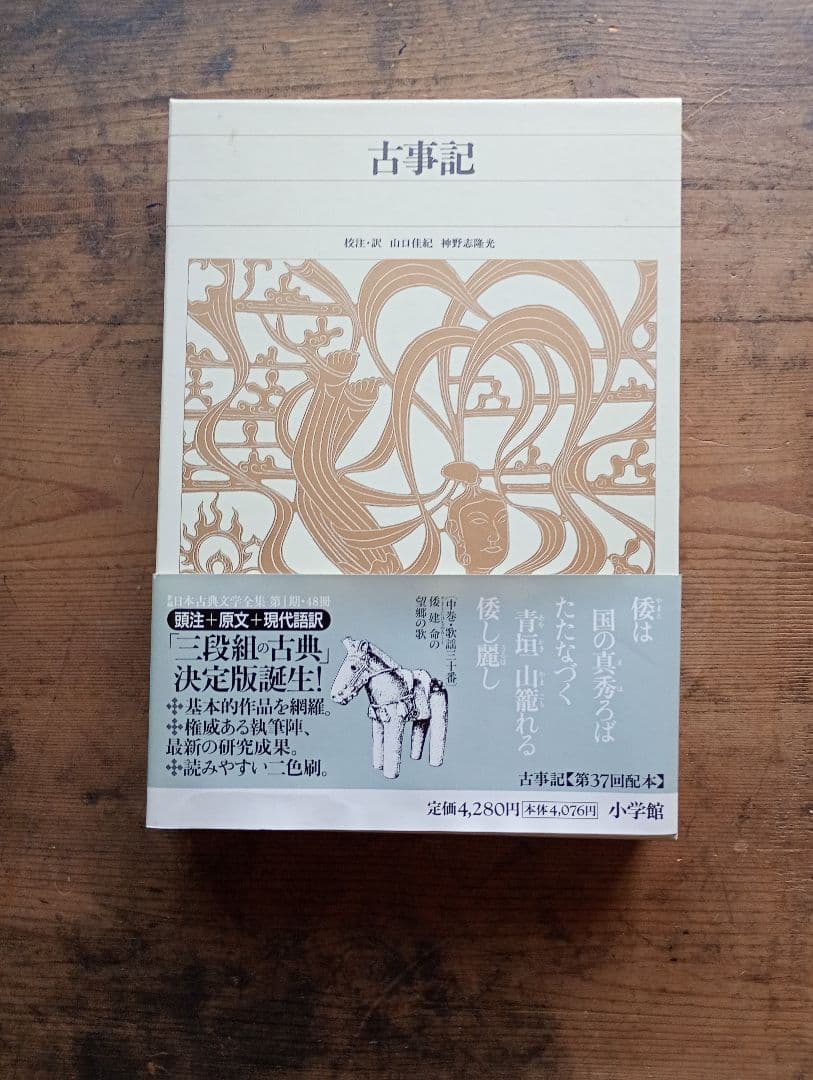 古事記
校注・訳 山口佳紀 神野志隆光
新編日本古典文学全集 第Ⅰ期・48冊
頭注+原文+現代語訳
「三段組の古典」
決定版誕生!
基本的作品を網羅。
権威ある執筆陣、
最新の研究成果。
読みやすい二色刷。
倭は
国の真秀ろば
たたなづく
青垣 山籠れる
倭し麗し
[中巻・歌謡三十番]
倭建命の
望郷の歌
古事記【第37回配本】
定価4,280円 本体4,076円 小学館